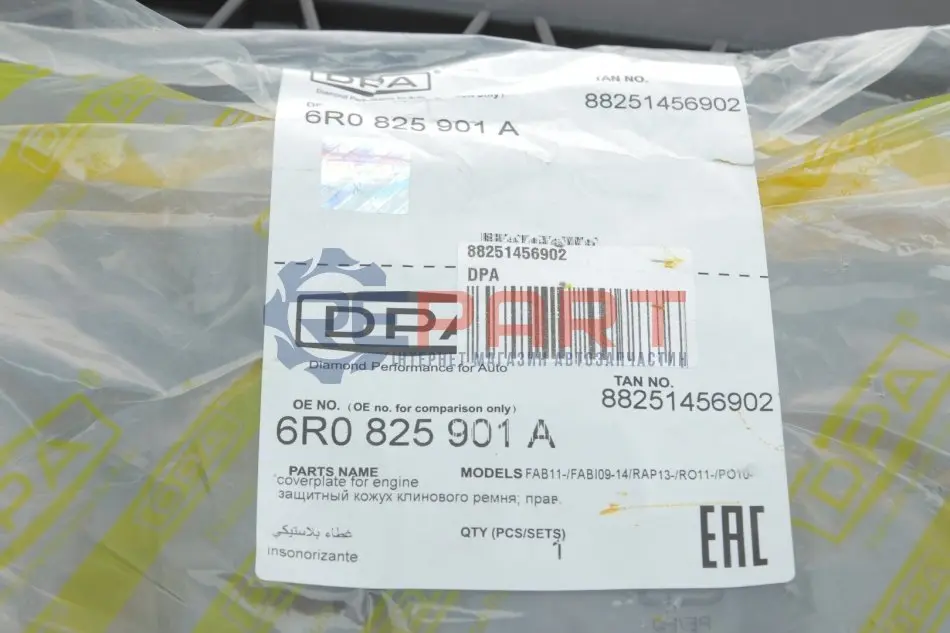 DPA
TAN NO.
88251456902
6R0 825 901 A
88251456902
DPA
DPA
PART
ІНТЕРНЕТ МАГАЗИН АВТОЗАПЧАСТИН
Diamond Performance for Auto
TAN NO.
88251456902
OE NO. (OE no. for comparison only)
6R0 825 901 A
PARTS NAME
MODELS FAB11-/FABI09-14/RAP13-/RO11-/PO10-
coverplate for engine
защитный кожух клинового ремня; прав.
غطاء بلاستيكي
QTY (PCS/SETS)
1
insonorizante
EAC
DPA